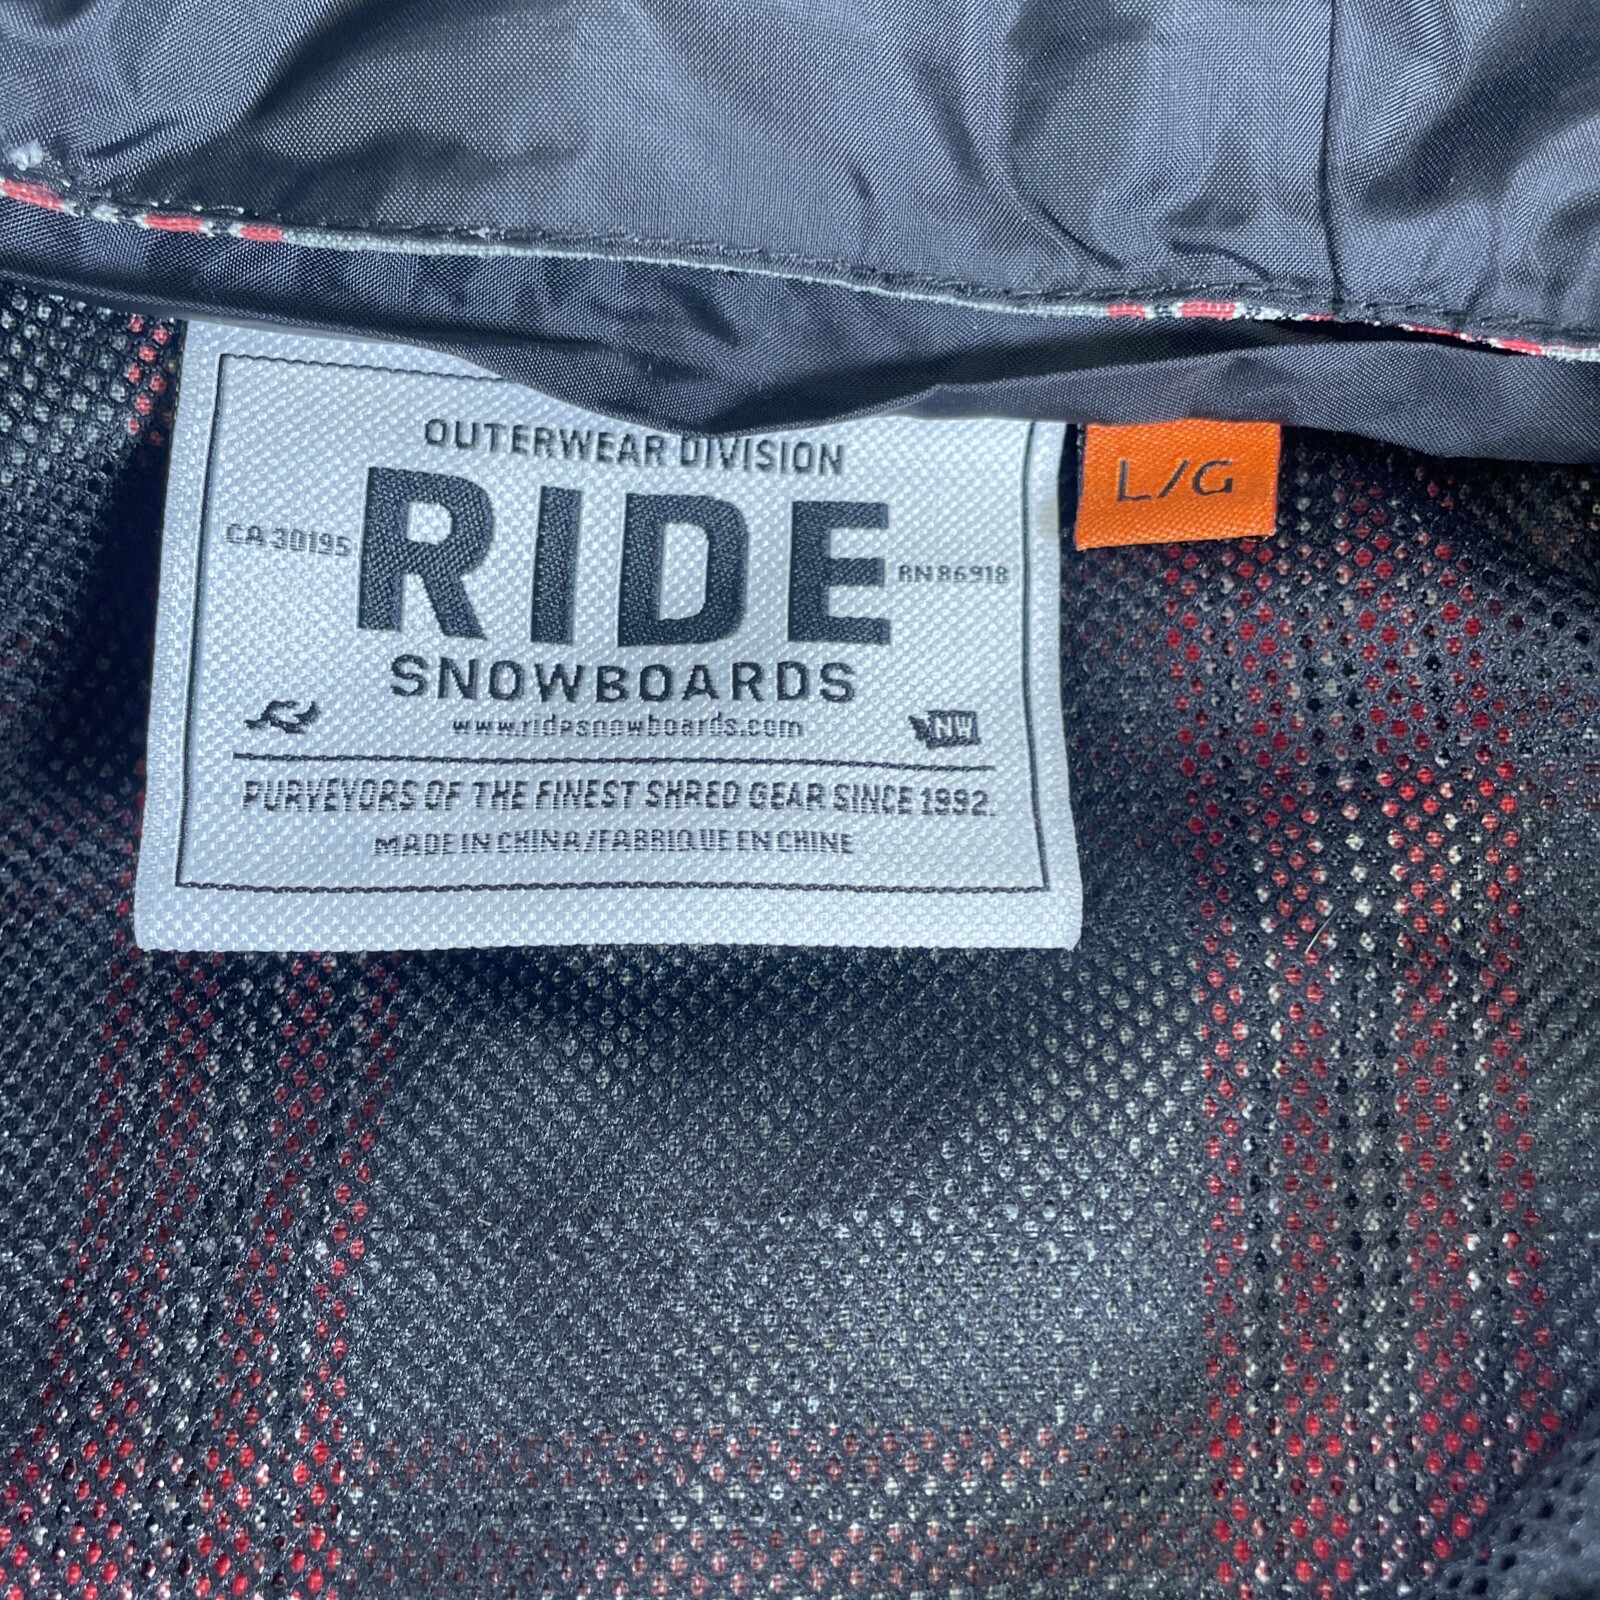 OUTERWEAR DIVISION
CA 30195
RIDE
RN 86918
SNOWBOARDS
www.ridesnowboards.com
NW
PURVEYORS OF THE FINEST SHRED GEAR SINCE 1992.
MADE IN CHINA/FABRIQUE EN CHINE
L/G